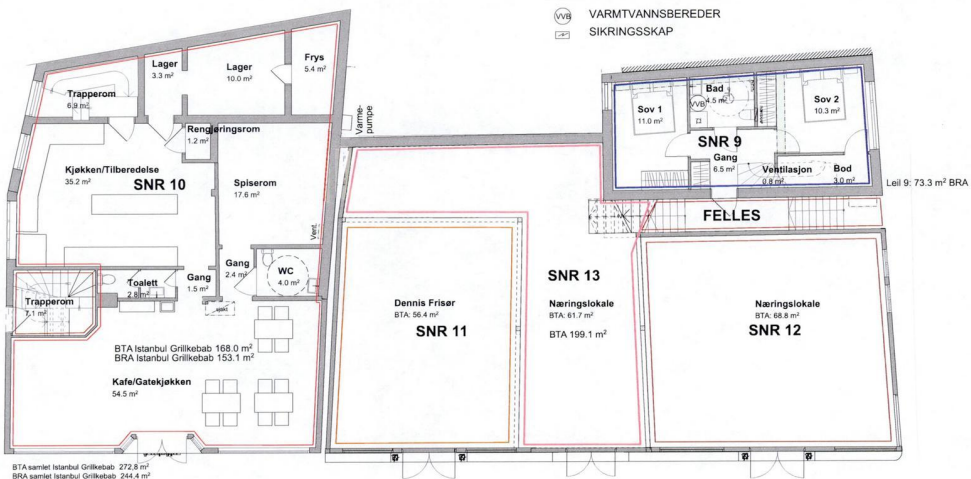 VVB VARMTVANNSBEREDER
SIKRINGSSKAP
Lager
3.3 m²
Lager
10.0 m²
Frys
5.4 m²
Trapperom
6.9 m²
Varme-
pumpe
Rengjøringsrom
1.2 m²
Kjøkken/Tilberedelse
35.2 m²
SNR 10
Spiserom
17.6 m²
Vent.
Gang
2.4 m²
WC
4.0 m²
Toalett
2.8 m²
Gang
1.5 m²
Trapperom
7.1 m²
BTA Istanbul Grillkebab 168.0 m²
BRA Istanbul Grillkebab 153.1 m²
Kafe/Gatekjøkken
54.5 m²
BTA samlet Istanbul Grillkebab 272,8 m²
BRA samlet Istanbul Grillkebab 244.4 m²
Sov 1
11.0 m²
Bad
4.5 m²
VVB
Sov 2
10.3 m²
SNR 9
Gang
6.5 m²
Ventilasjon
0.8 m²
Bod
3.0 m²
Leil 9: 73.3 m² BRA
FELLES
Dennis Frisør
BTA: 56.4 m²
SNR 11
SNR 13
Næringslokale
BTA: 61.7 m²
BTA 199.1 m²
Næringslokale
BTA: 68.8 m²
SNR 12